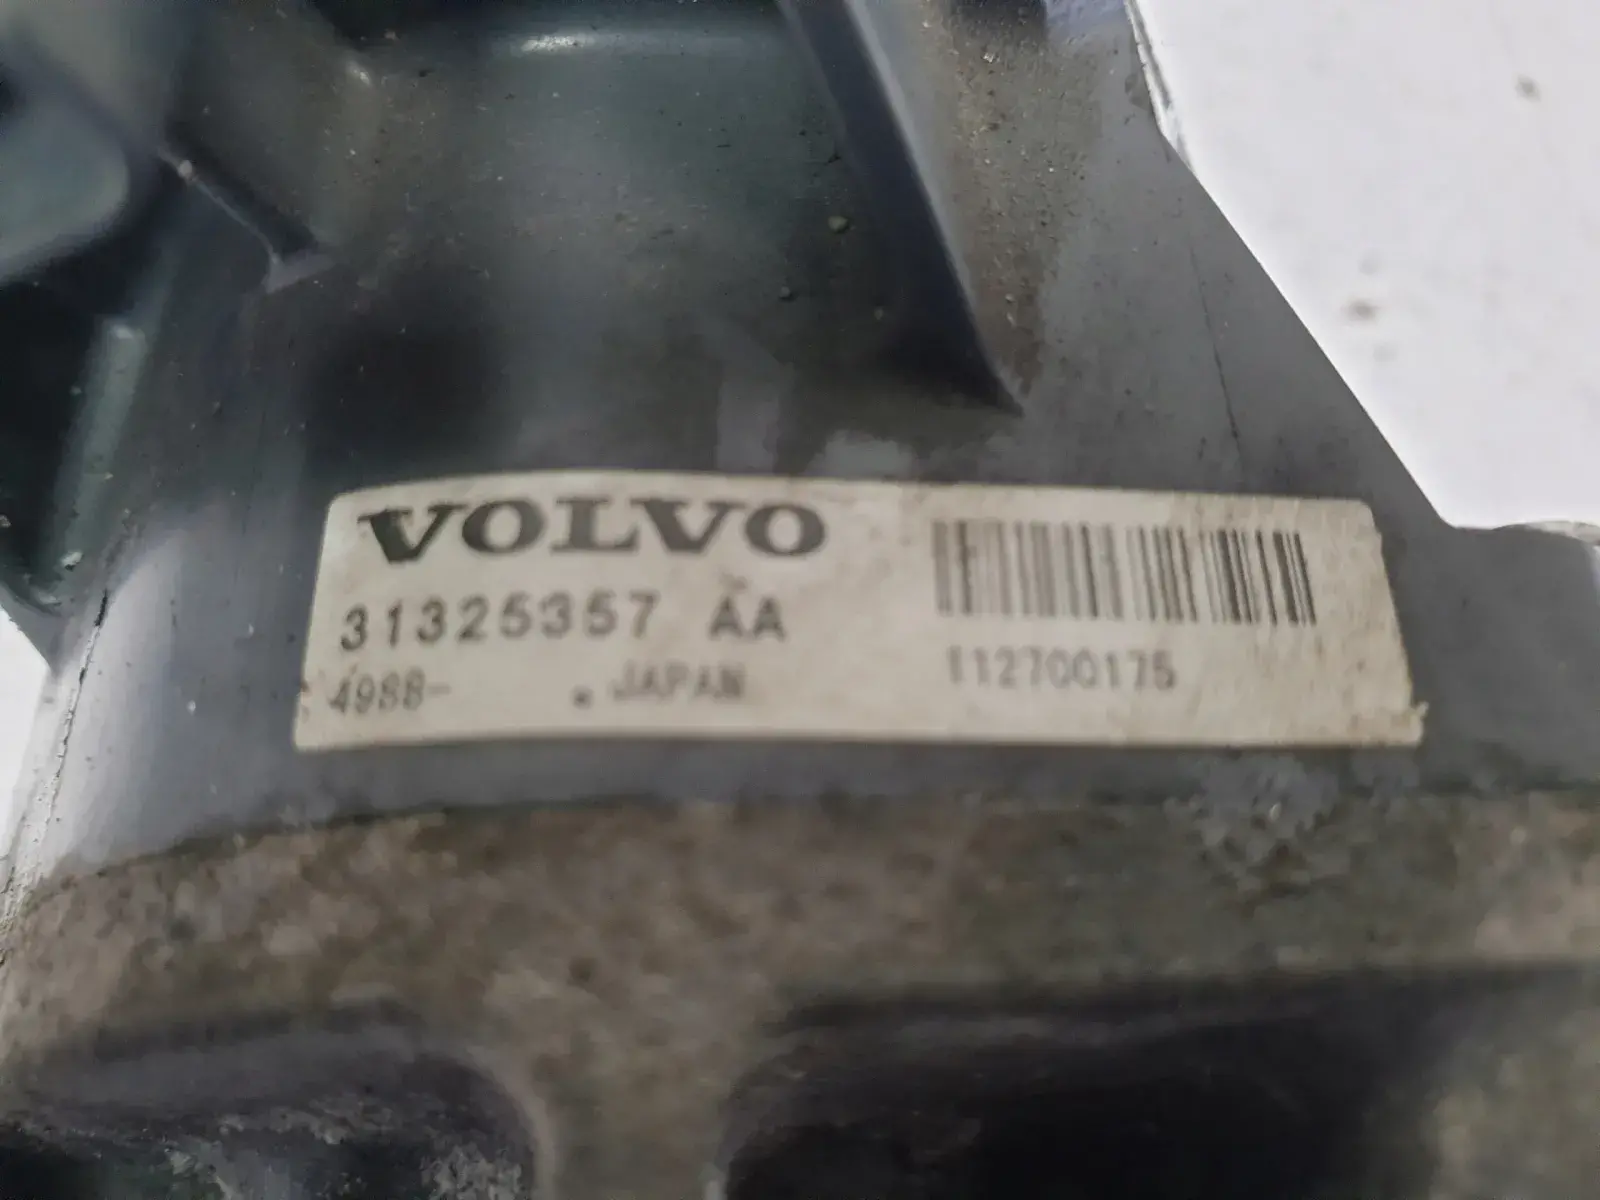 VOLVO
31325357 AA
4988- . JAPAN
112700175